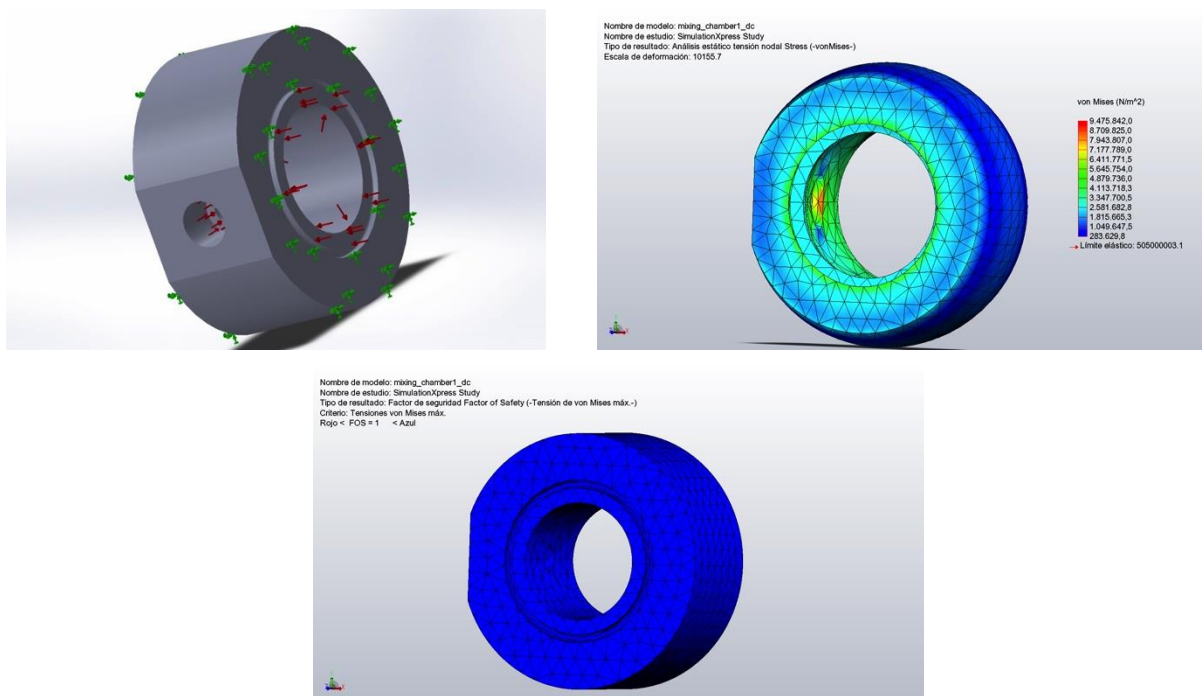 Nombre de modelo: mixing_chamber1_dc
Nombre de estudio: SimulationXpress Study
Tipo de resultado: Análisis estático tensión nodal Stress (-vonMises-)
Escala de deformación: 10155.7
von Mises (N/m^2)
9.475.842,0
8.709.825,0
7.943.807,0
7.177.789,0
6.411.771,5
5.645.754,0
4.879.736,0
4.113.718,3
3.347.700,5
2.581.682,8
1.815.665,3
1.049.647,5
283.629,8
Límite elástico: 505000003.1
Nombre de modelo: mixing_chamber1_dc
Nombre de estudio: SimulationXpress Study
Tipo de resultado: Factor de seguridad Factor of Safety (-Tensión de von Mises máx.-)
Criterio: Tensiones von Mises máx.
Rojo < FOS = 1 < Azul